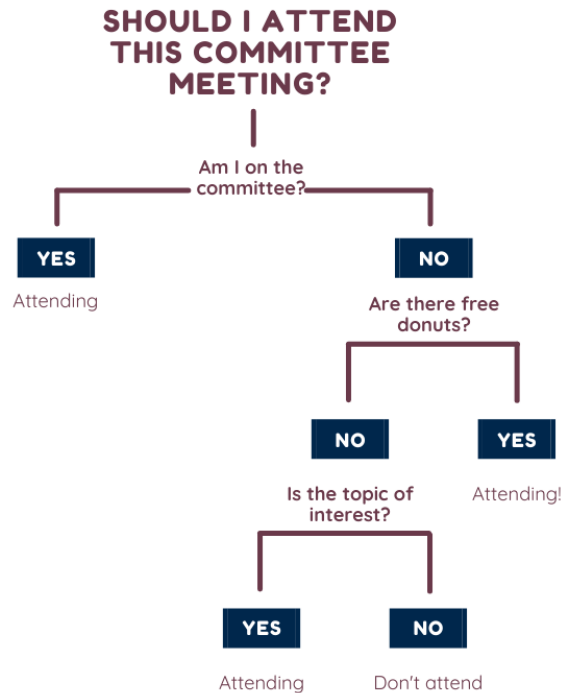 SHOULD I ATTEND
THIS COMMITTEE
MEETING?
Am I on the
committee?
YES
NO
Attending
Are there free
donuts?
NO
YES
Is the topic of
interest?
Attending!
YES
NO
Attending
Don't attend